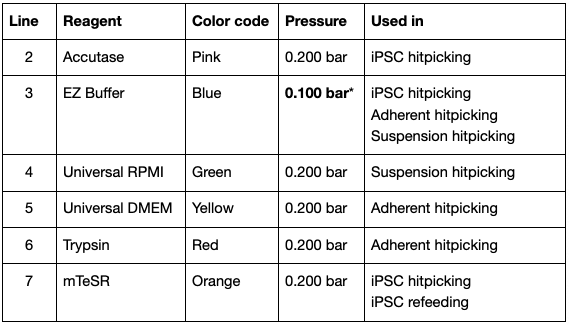 Line Reagent Color code Pressure Used in
2 Accutase Pink 0.200 bar iPSC hitpicking
3 EZ Buffer Blue 0.100 bar* iPSC hitpicking
Adherent hitpicking
Suspension hitpicking
4 Universal RPMI Green 0.200 bar Suspension hitpicking
5 Universal DMEM Yellow 0.200 bar Adherent hitpicking
6 Trypsin Red 0.200 bar Adherent hitpicking
7 mTeSR Orange 0.200 bar iPSC hitpicking
iPSC refeeding